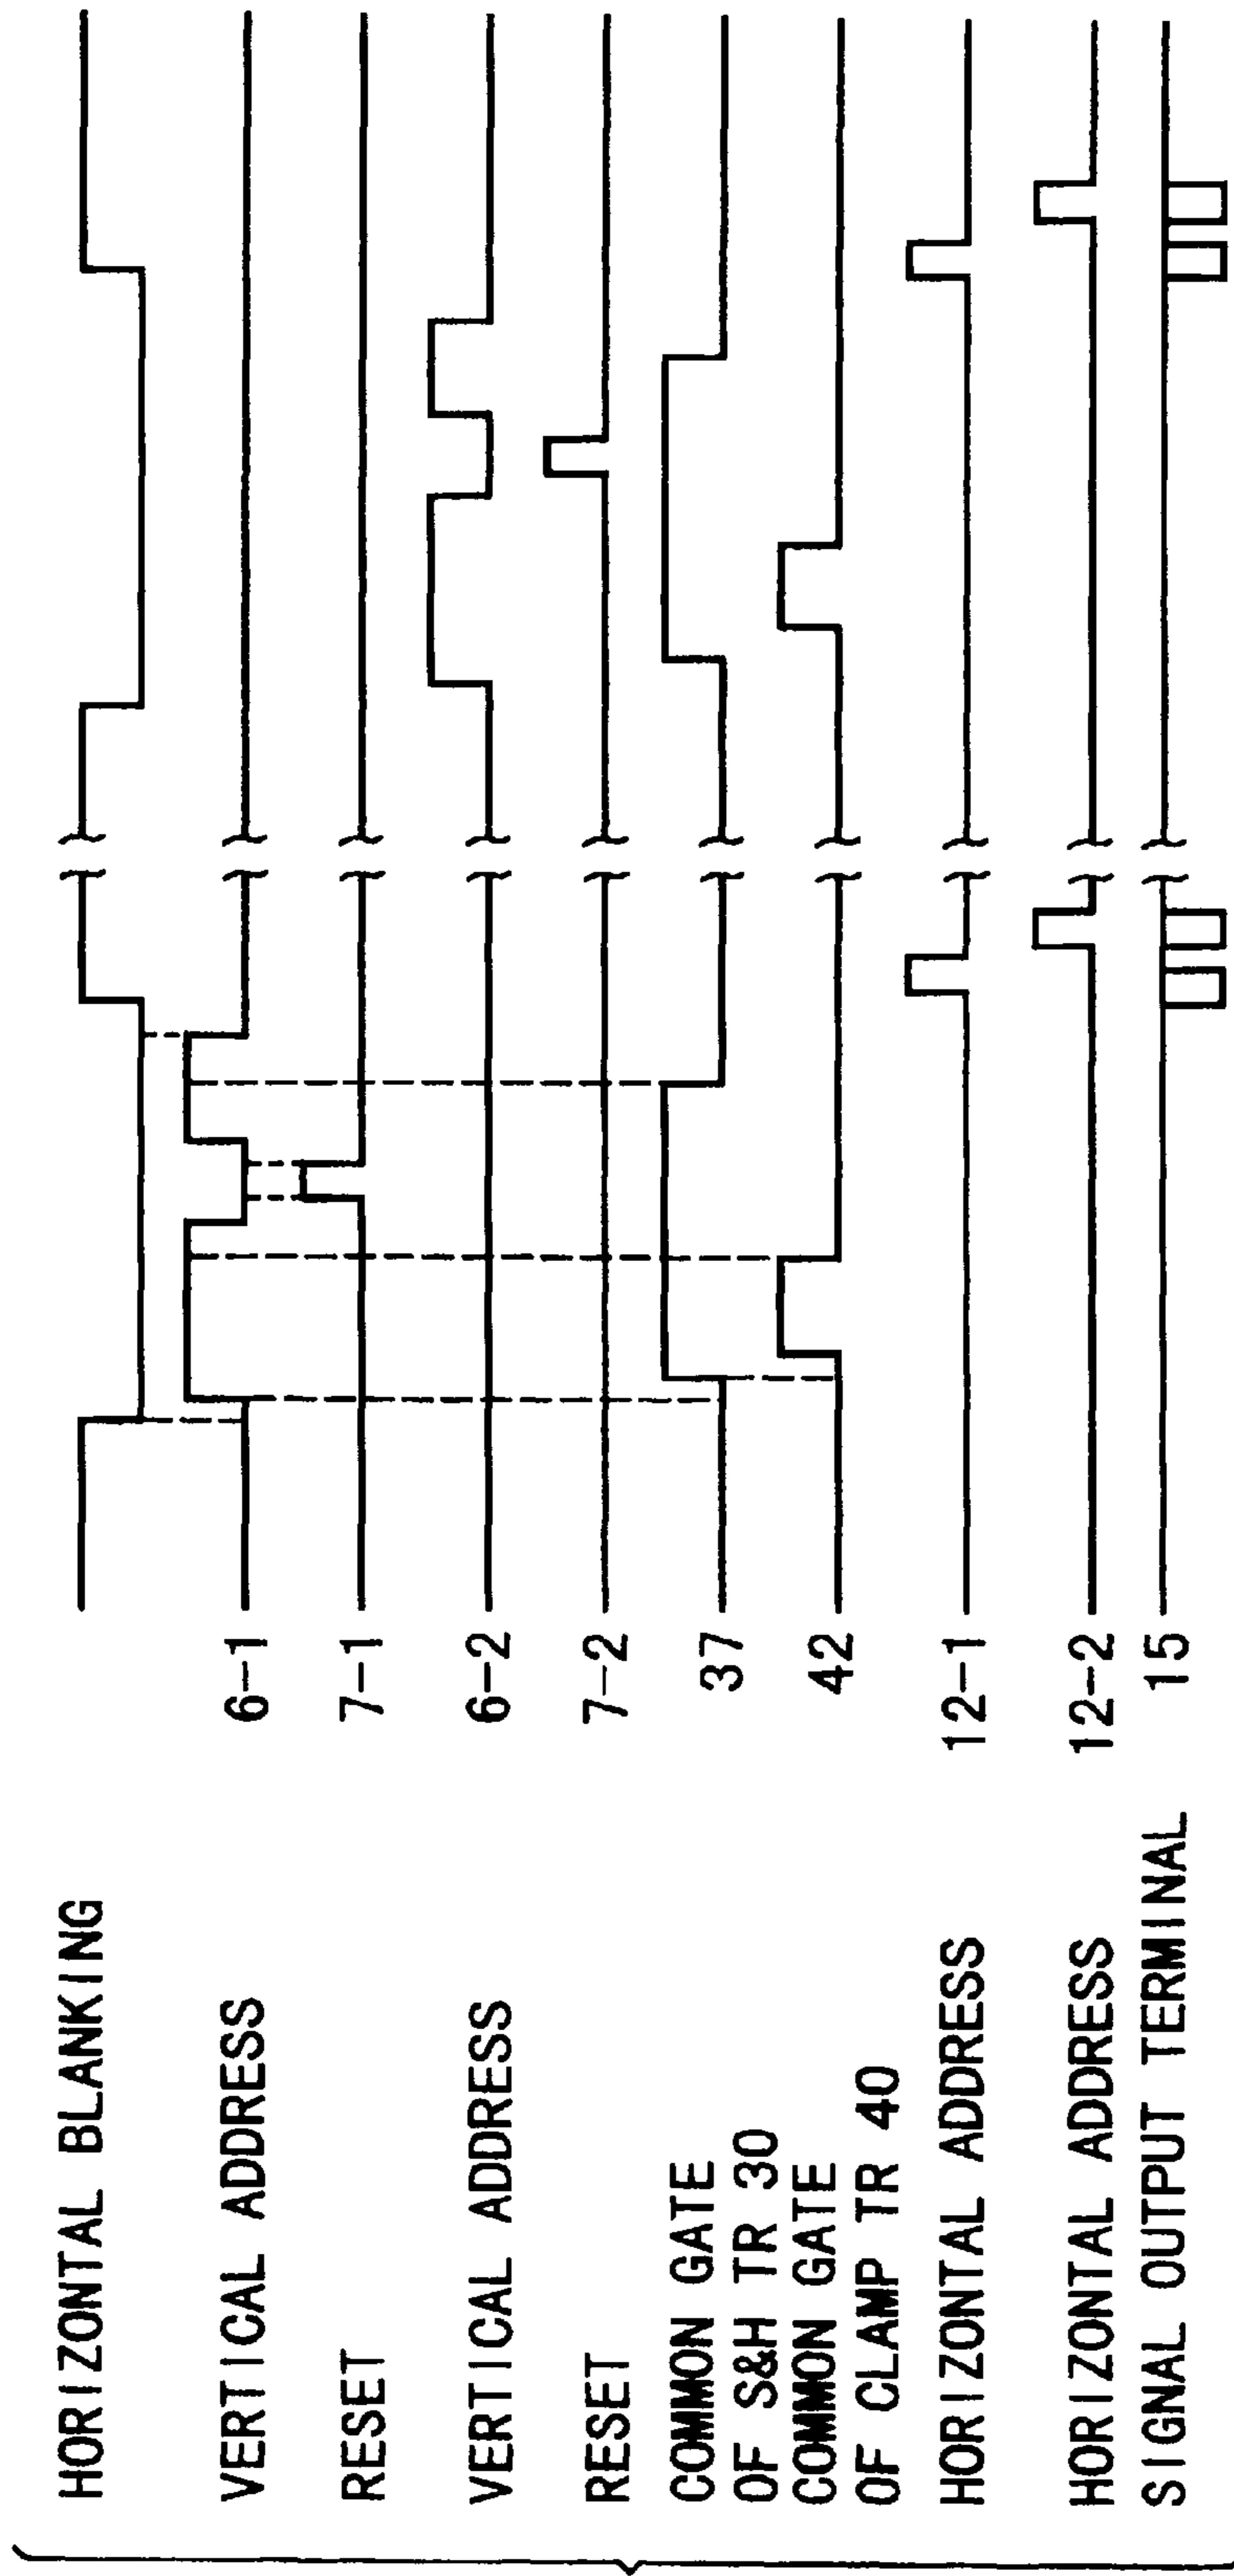 HORIZONTAL BLANKING
VERTICAL ADDRESS 6-1
RESET 7-1
VERTICAL ADDRESS 6-2
RESET 7-2
COMMON GATE
OF S&H TR 30 37
COMMON GATE
OF CLAMP TR 40 42
HORIZONTAL ADDRESS 12-1
HORIZONTAL ADDRESS 12-2
SIGNAL OUTPUT TERMINAL 15